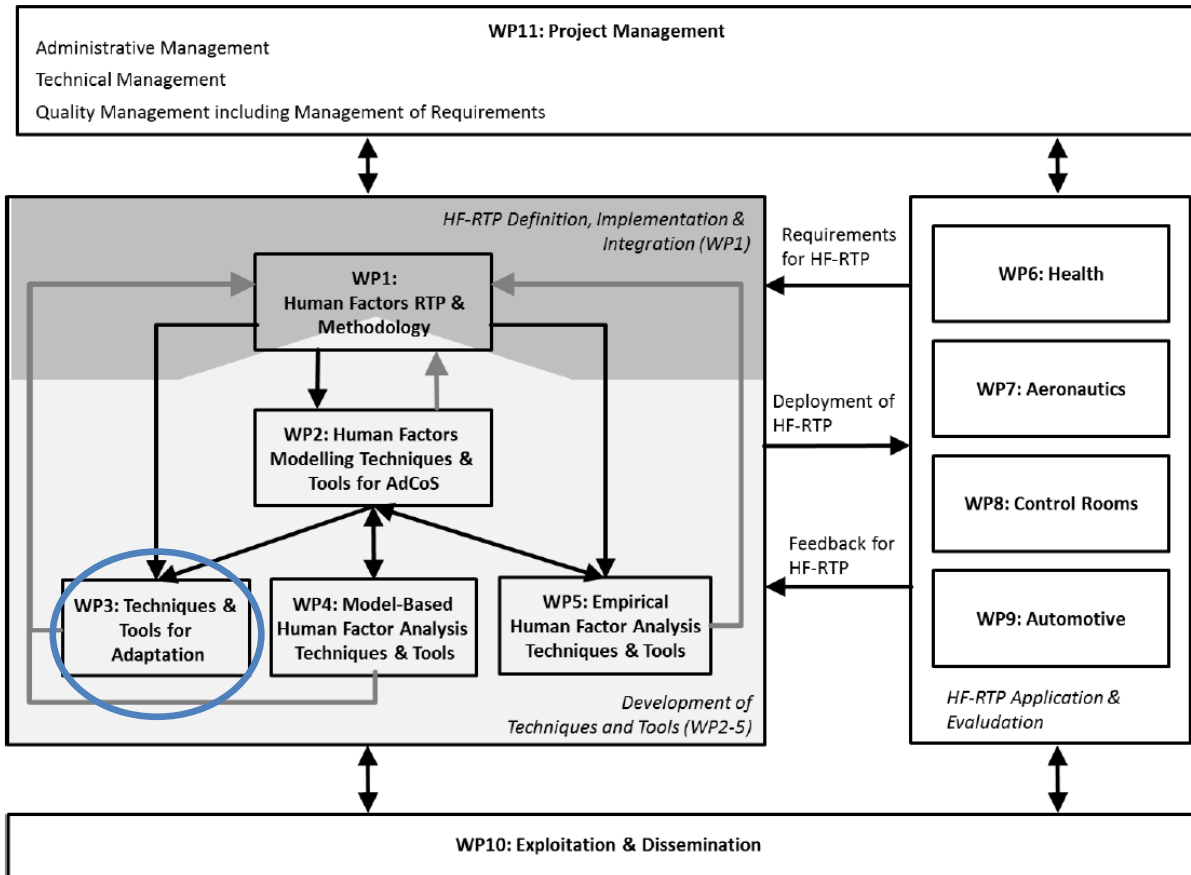 WP11: Project Management
Administrative Management
Technical Management
Quality Management including Management of Requirements
HF-RTP Definition, Implementation &
Integration (WP1)
WP1:
Human Factors RTP &
Methodology
WP2: Human Factors
Modelling Techniques &
Tools for AdCoS
WP3: Techniques &
Tools for
Adaptation
WP4: Model-Based
Human Factor Analysis
Techniques & Tools
WP5: Empirical
Human Factor Analysis
Techniques & Tools
Development of
Techniques and Tools (WP2-5)
Requirements
for HF-RTP
Deployment of
HF-RTP
Feedback for
HF-RTP
WP6: Health
WP7: Aeronautics
WP8: Control Rooms
WP9: Automotive
HF-RTP Application &
Evaludation
WP10: Exploitation & Dissemination